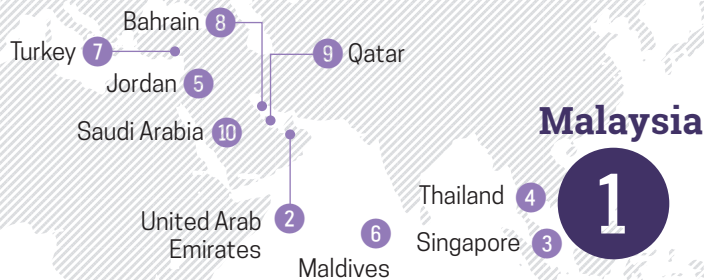 Bahrain 8
Turkey 7
9 Qatar
Jordan 5
Saudi Arabia 10
Malaysia
1
Thailand 4
United Arab
Emirates
2
6
Singapore 3
Maldives